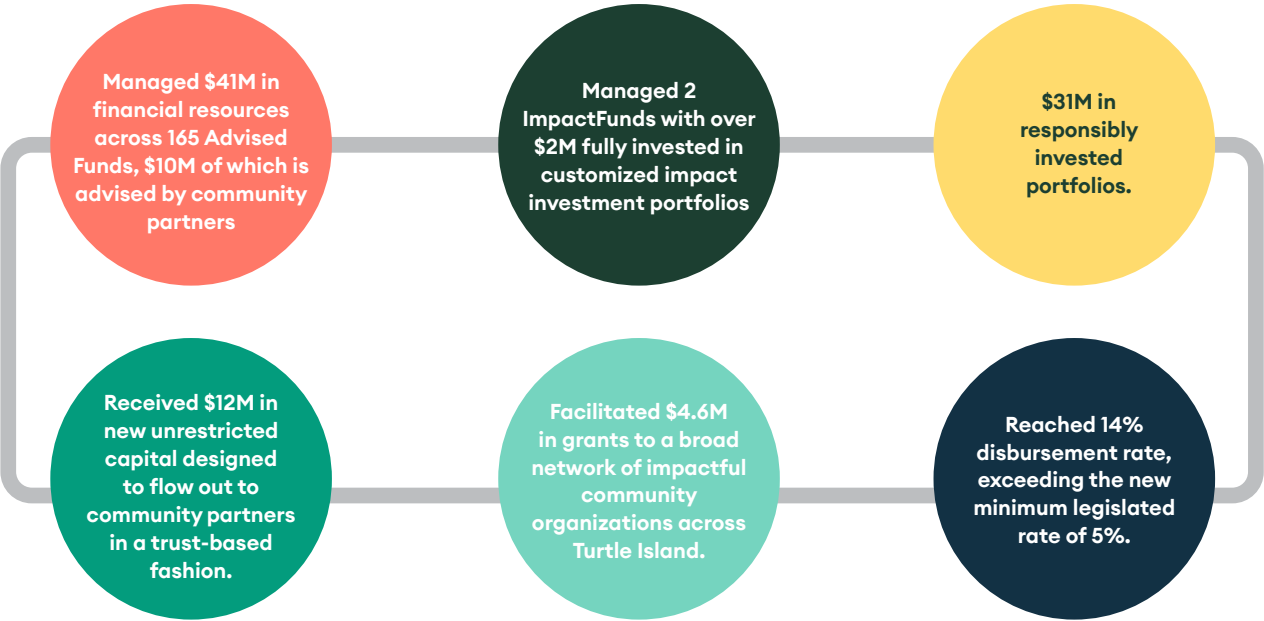 Managed $41M in
financial resources
across 165 Advised
Funds, $10M of which is
advised by community
partners
Managed 2
ImpactFunds with over
$2M fully invested in
customized impact
investment portfolios
$31M in
responsibly
invested
portfolios.
Received $12M in
new unrestricted
capital designed
to flow out to
community partners
in a trust-based
fashion.
Facilitated $4.6M
in grants to a broad
network of impactful
community
organizations across
Turtle Island.
Reached 14%
disbursement rate,
exceeding the new
minimum legislated
rate of 5%.